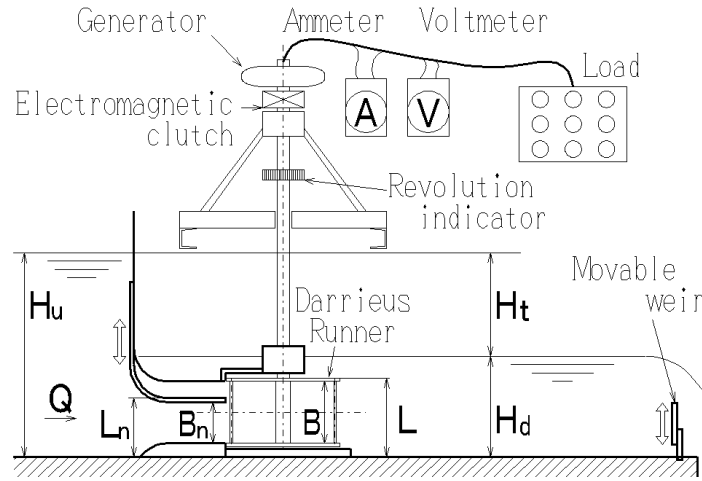 Generator
Ammeter
Voltmeter
Load
Electromagnetic
clutch
A
V
Revolution
indicator
Movable
weir
Darrieus
Runner
Hu
Ht
Q
Ln
Bn
B
L
Hd